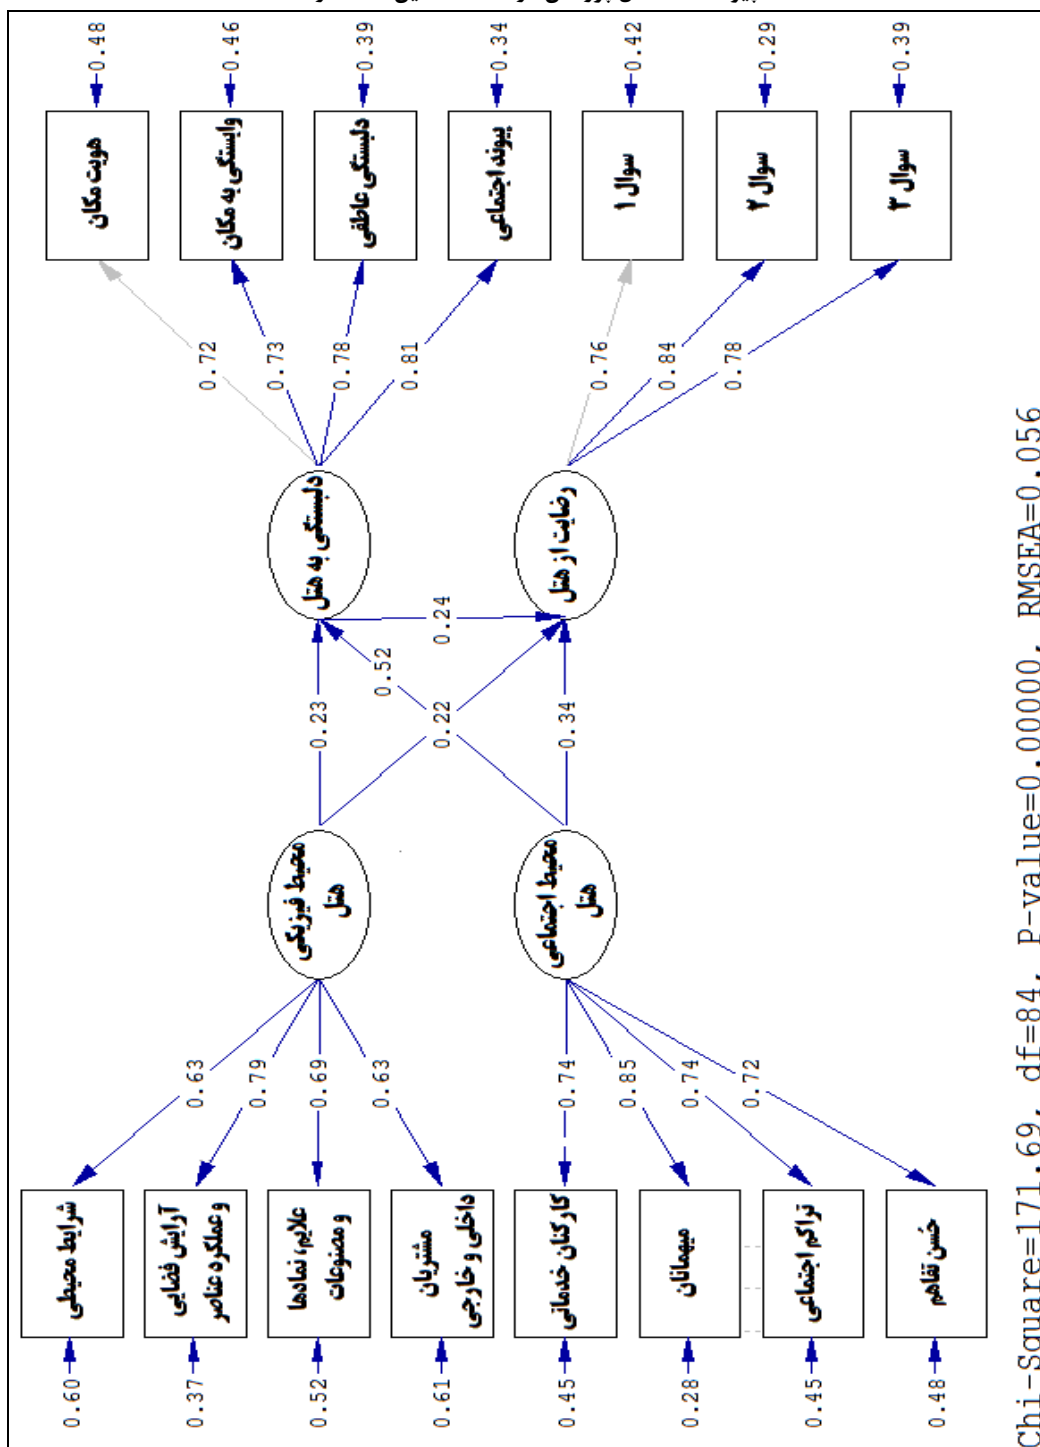 0.60
شرایط محیطی
0.37
آرایش فضایی
و عملکرد عناصر
0.52
علایم، نمادها
و مصنوعات
0.61
مشتریان
داخلی و خارجی
0.45
کارکنان خدماتی
0.28
میهمانان
0.45
تراکم اجتماعی
0.48
حُسن تفاهم
0.63
0.79
0.69
0.63
0.74
0.85
0.74
0.72
محیط فیزیکی
هتل
محیط اجتماعی
هتل
0.23
0.52
0.22
0.24
0.34
دلبستگی به هتل
رضایت از هتل
0.72
0.73
0.78
0.81
0.76
0.84
0.78
هویت مکان
0.48
وابستگی به مکان
0.46
دلبستگی عاطفی
0.39
پیوند اجتماعی
0.34
سوال ۱
0.42
سوال ۲
0.29
سوال ۳
0.39
Chi-Square=171.69, df=84, P-value=0.00000, RMSEA=0.056